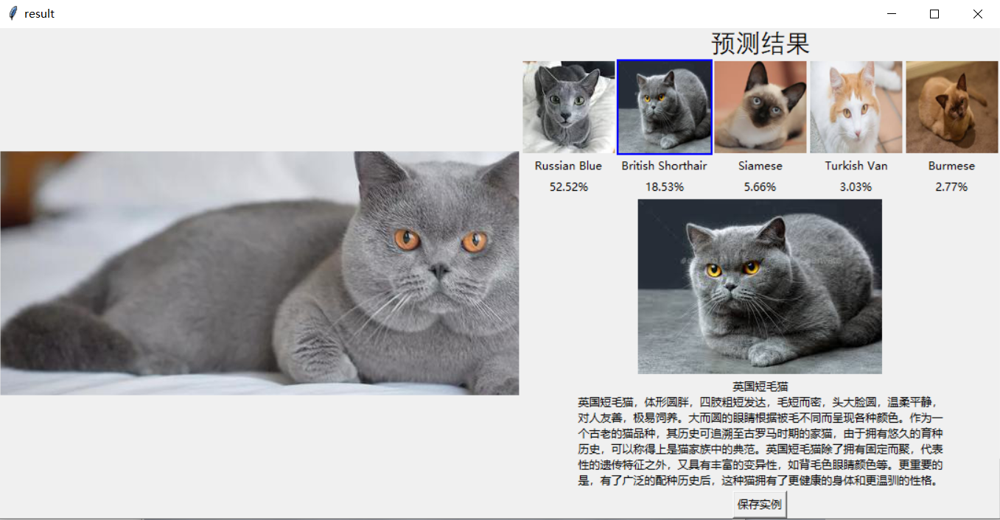 result
预测结果
Russian Blue
British Shorthair
Siamese
Turkish Van
Burmese
52.52%
18.53%
5.66%
3.03%
2.77%
英国短毛猫
英国短毛猫，体形圆胖，四肢粗短发达，毛短而密，头大脸圆，温柔平静，
对人友善，极易饲养。大而圆的眼睛根据被毛不同而呈现各种颜色。作为一
个古老的猫品种，其历史可追溯至古罗马时期的家猫，由于拥有悠久的育种
历史，可以称得上是猫家族中的典范。英国短毛猫除了拥有固定而聚，代表
性的遗传特征之外，又具有丰富的变异性，如背毛色眼睛颜色等。更重要的
是，有了广泛的配种历史后，这种猫拥有了更健康的身体和更温驯的性格。
保存实例